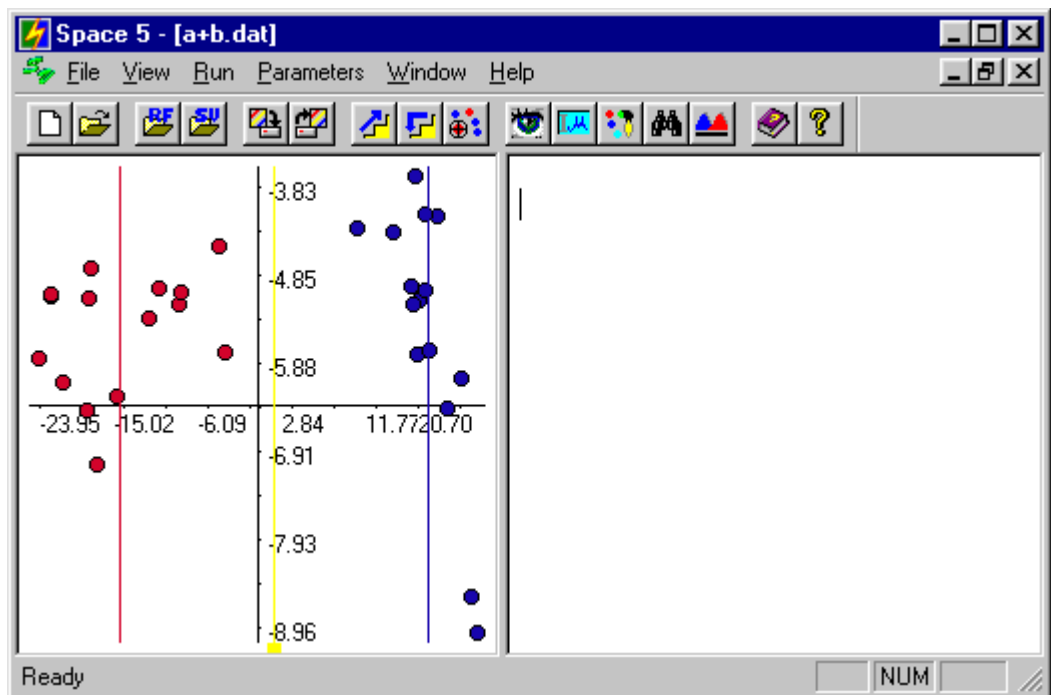 Space 5 - [a+b.dat]
File View Run Parameters Window Help
RF SU
-3.83
-4.85
-5.88
-23.95 -15.02 -6.09 2.84 11.7720.70
-6.91
-7.93
-8.96
Ready NUM